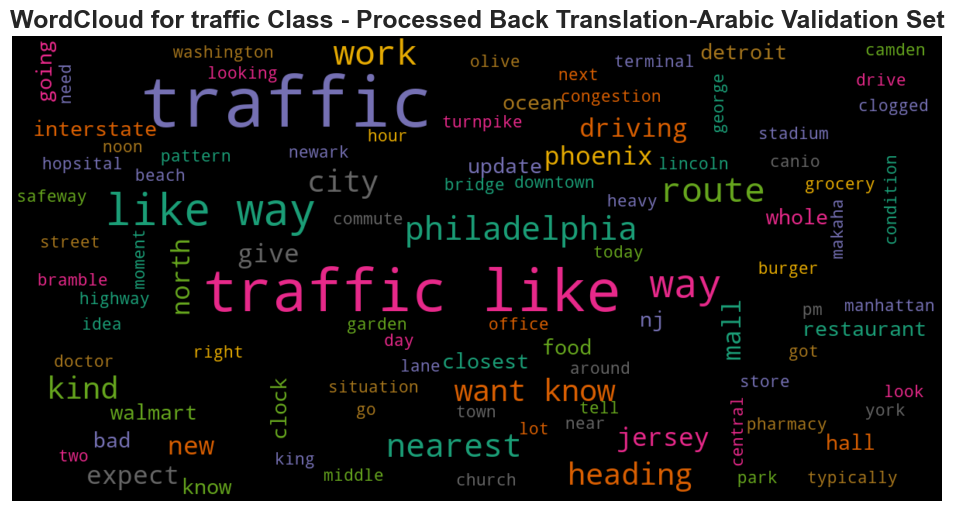 WordCloud for traffic Class - Processed Back Translation-Arabic Validation Set
going
need
washington
looking
work
olive
terminal
detroit
camden
next
drive
traffic
ocean
congestion
george
clogged
interstate
hour
turnpike
driving
stadium
noon
hopsital
pattern
newark
update
phoenix
lincoln
canio
beach
city
bridge
downtown
route
grocery
condition
safeway
like way
commute
heavy
whole
makaha
philadelphia
street
moment
north
give
today
bramble
traffic like
way
burger
highway
idea
garden
office
nj
mall
pm
manhattan
restaurant
day
right
food
got
doctor
lane
closest
around
kind
clock
situation
want know
store
look
walmart
go
town
tell
near
york
central
pharmacy
bad
new
nearest
lot
jersey
hall
two
king
expect
know
middle
church
heading
park
typically